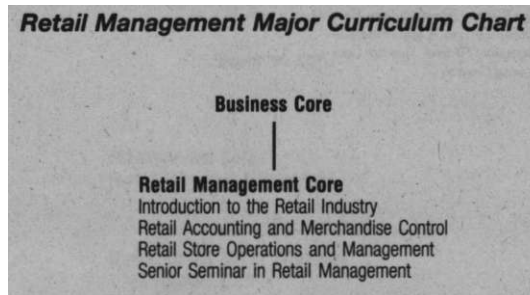 Retail Management Major Curriculum Chart
Business Core
Retail Management Core
Introduction to the Retail Industry
Retail Accounting and Merchandise Control
Retail Store Operations and Management
Senior Seminar in Retail Management